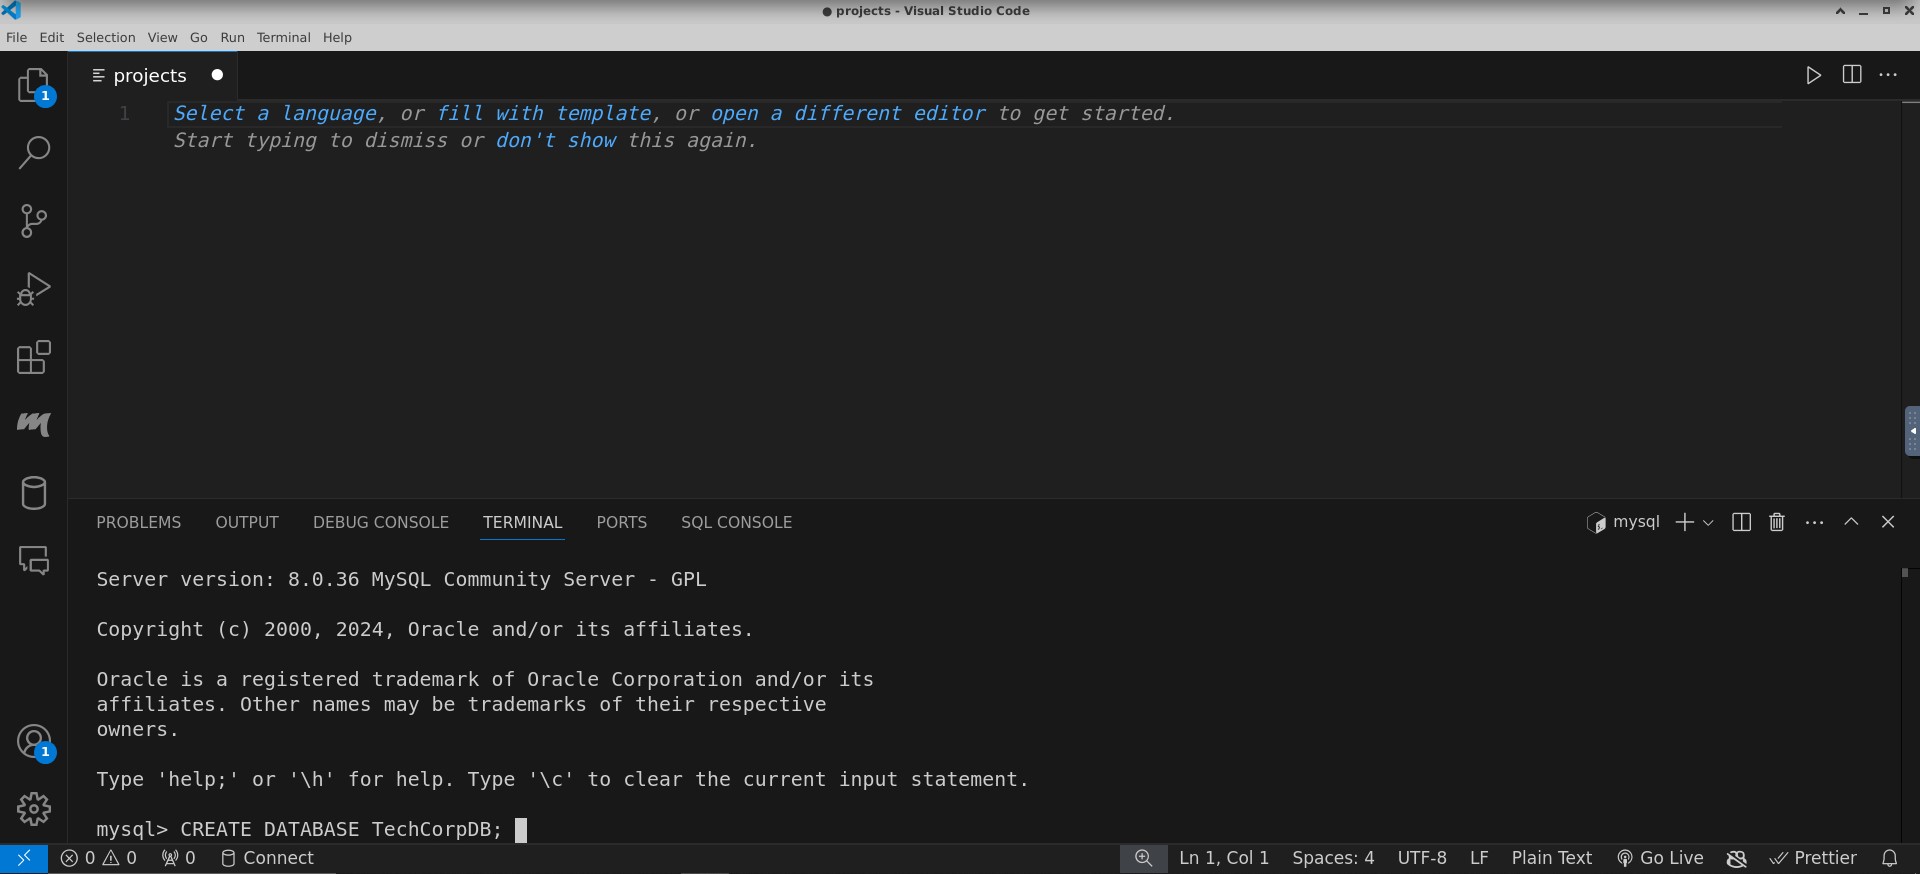 ● projects - Visual Studio Code
File Edit Selection View Go Run Terminal Help
projects
1
1 Select a language, or fill with template, or open a different editor to get started.
Start typing to dismiss or don't show this again.
PROBLEMS OUTPUT DEBUG CONSOLE TERMINAL PORTS SQL CONSOLE mysql
Server version: 8.0.36 MySQL Community Server - GPL
Copyright (c) 2000, 2024, Oracle and/or its affiliates.
Oracle is a registered trademark of Oracle Corporation and/or its
affiliates. Other names may be trademarks of their respective
owners.
1
Type 'help;' or '\h' for help. Type '\c' to clear the current input statement.
mysql> CREATE DATABASE TechCorpDB;
0 0 0 Connect Ln 1, Col 1 Spaces: 4 UTF-8 LF Plain Text Go Live Prettier